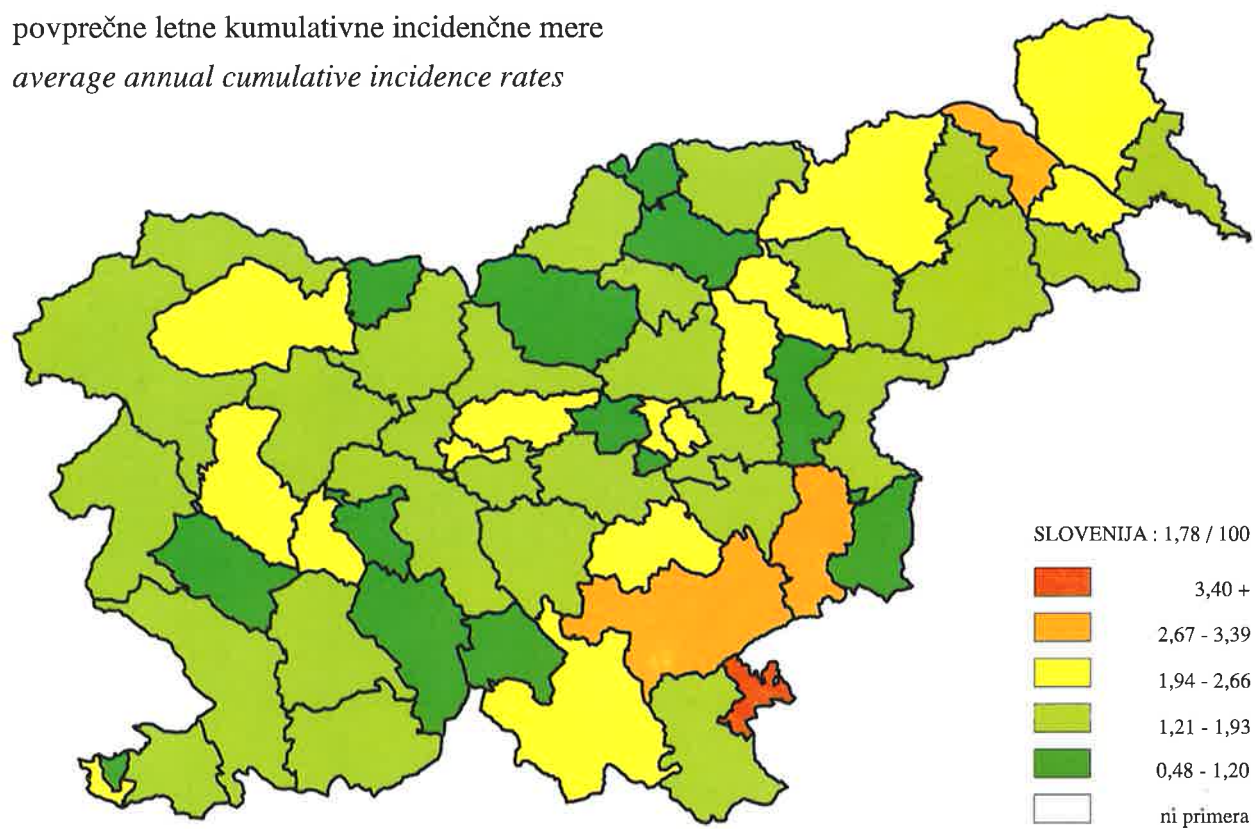 povprečne letne kumulativne incidenčne mere
average annual cumulative incidence rates
SLOVENIJA : 1,78 / 100
3,40 +
2,67 - 3,39
1,94 - 2,66
1,21 - 1,93
0,48 - 1,20
ni primera